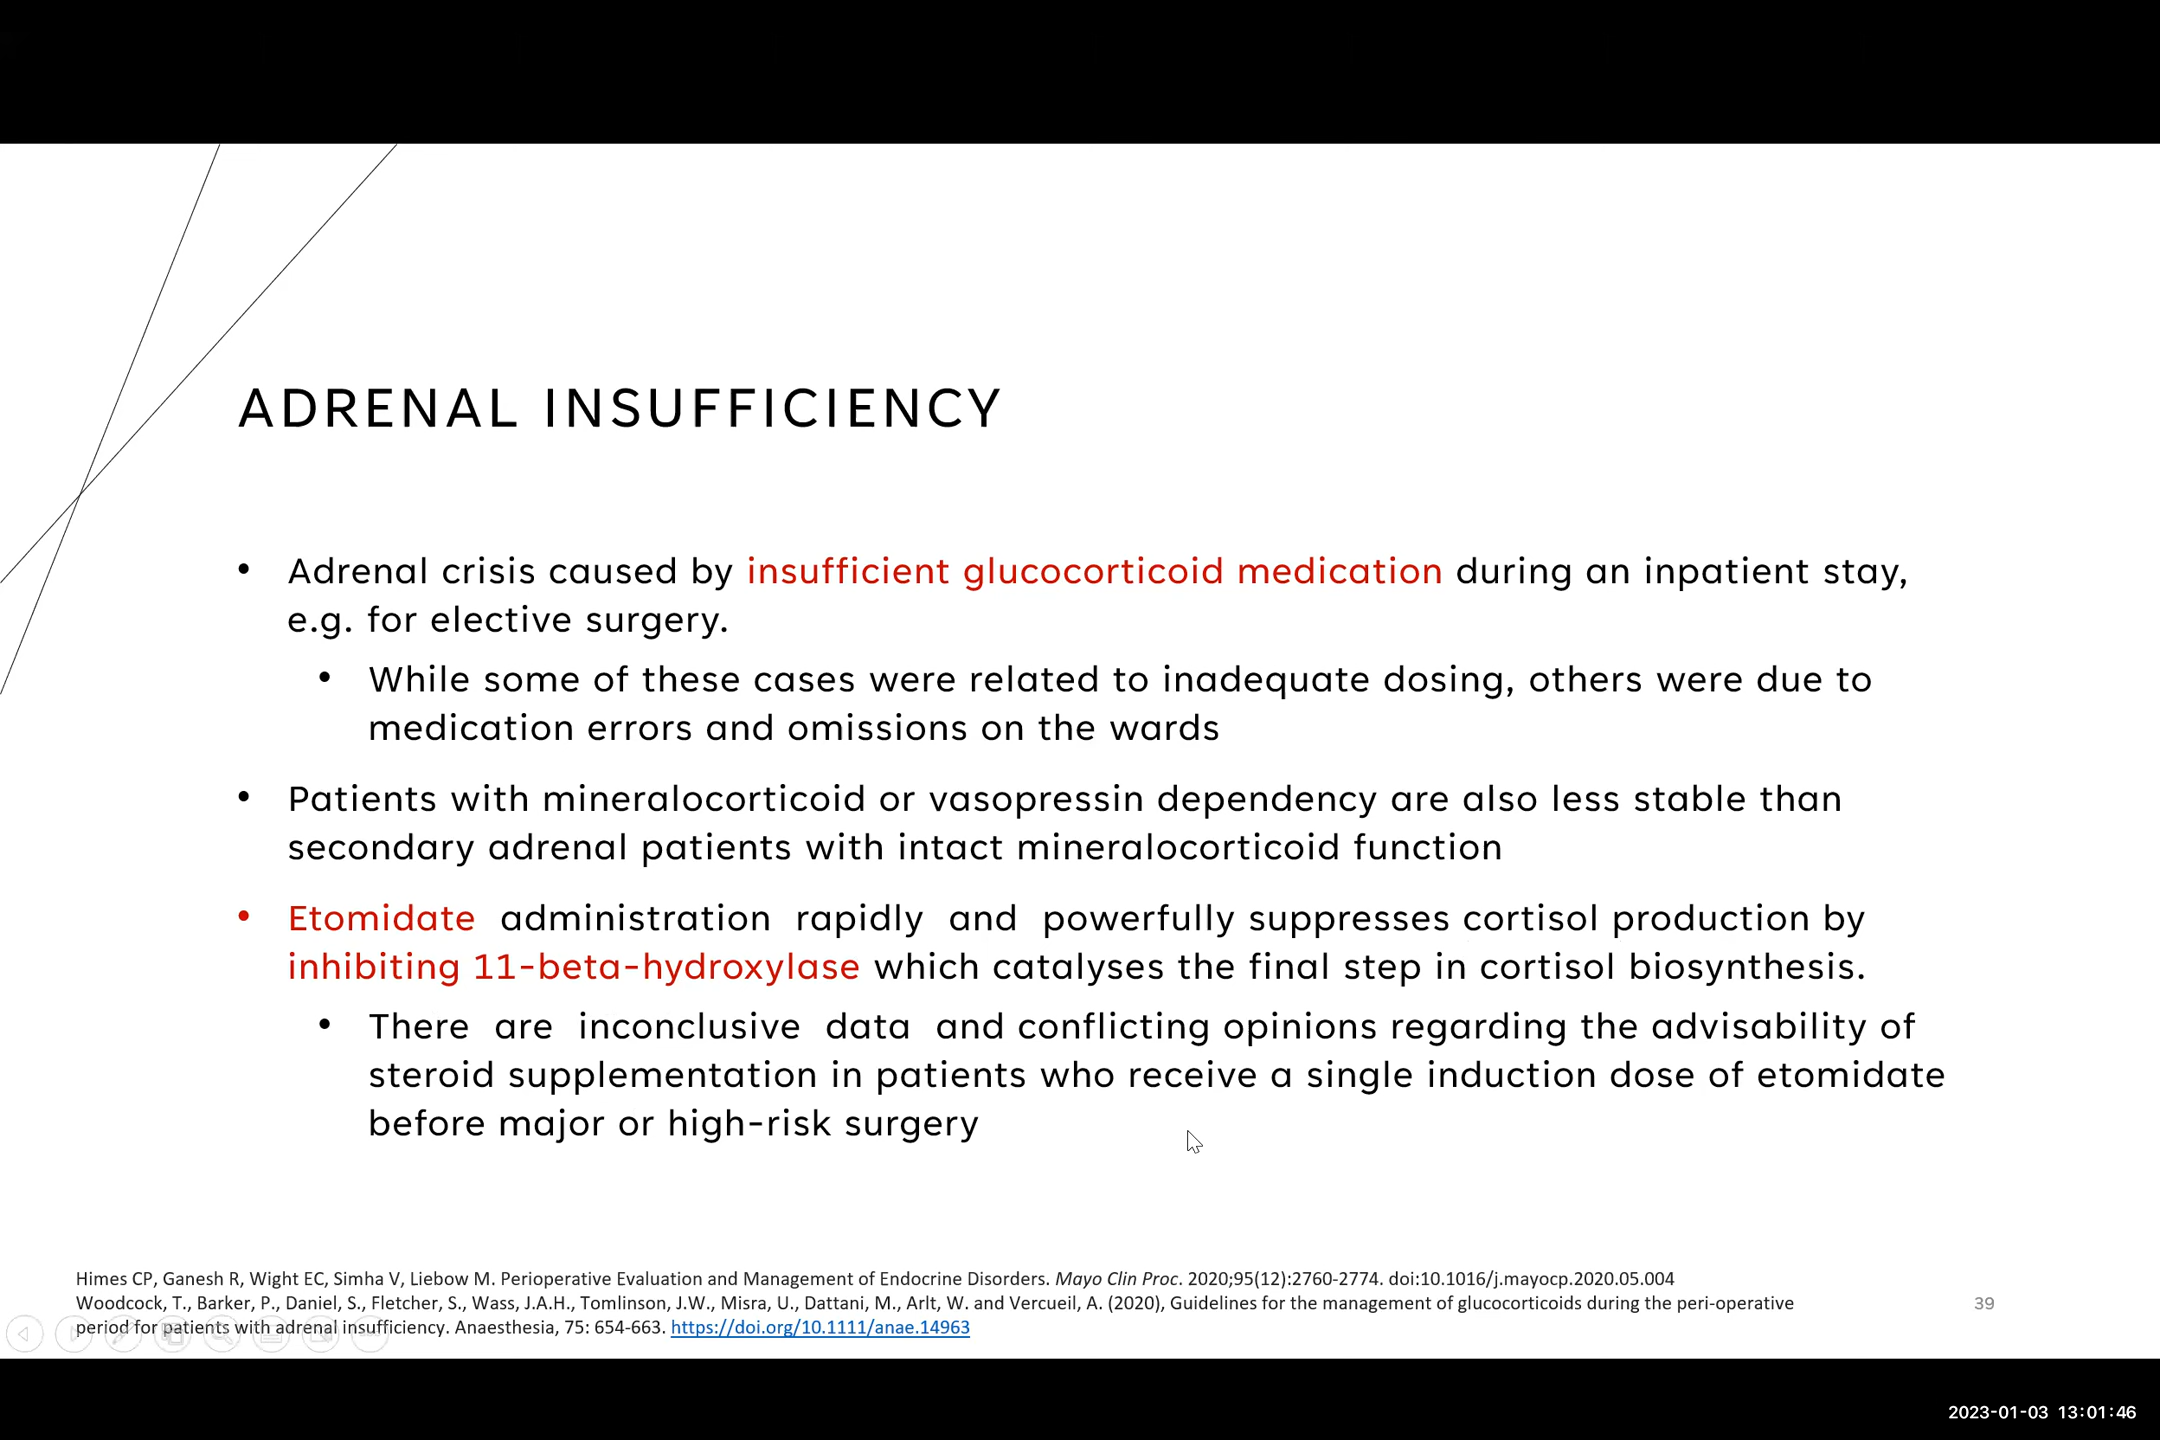 ADRENAL INSUFFICIENCY
• Adrenal crisis caused by insufficient glucocorticoid medication during an inpatient stay,
e.g. for elective surgery.
• While some of these cases were related to inadequate dosing, others were due to
medication errors and omissions on the wards
• Patients with mineralocorticoid or vasopressin dependency are also less stable than
secondary adrenal patients with intact mineralocorticoid function
• Etomidate administration rapidly and powerfully suppresses cortisol production by
inhibiting 11-beta-hydroxylase which catalyses the final step in cortisol biosynthesis.
• There are inconclusive data and conflicting opinions regarding the advisability of
steroid supplementation in patients who receive a single induction dose of etomidate
before major or high-risk surgery
Himes CP, Ganesh R, Wight EC, Simha V, Liebow M. Perioperative Evaluation and Management of Endocrine Disorders. Mayo Clin Proc. 2020;95(12):2760-2774. doi:10.1016/j.mayocp.2020.05.004
Woodcock, T., Barker, P., Daniel, S., Fletcher, S., Wass, J.A.H., Tomlinson, J.W., Misra, U., Dattani, M., Arlt, W. and Vercueil, A. (2020), Guidelines for the management of glucocorticoids during the peri-operative
period for patients with adrenal insufficiency. Anaesthesia, 75: 654-663. https://doi.org/10.1111/anae.14963
39
2023-01-03 13:01:46